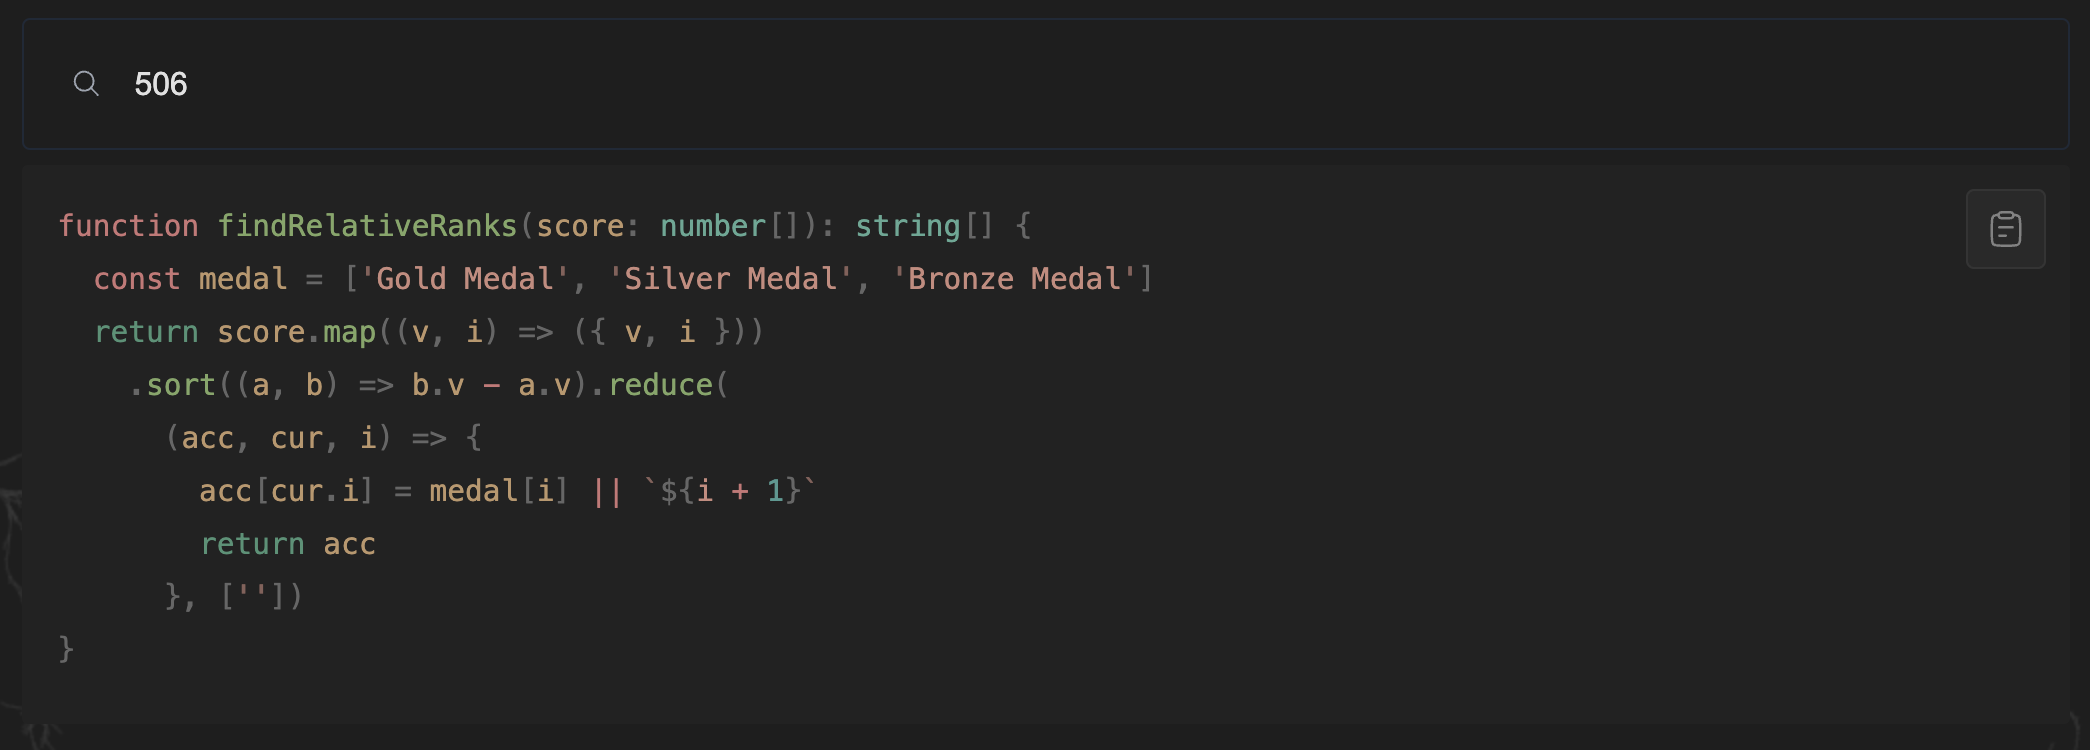 506
function findRelativeRanks(score: number[]): string[] {
  const medal = ['Gold Medal', 'Silver Medal', 'Bronze Medal']
  return score.map((v, i) => ({ v, i }))
    .sort((a, b) => b.v - a.v).reduce(
      (acc, cur, i) => {
        acc[cur.i] = medal[i] || `${i + 1}`
        return acc
      }, [''])
}